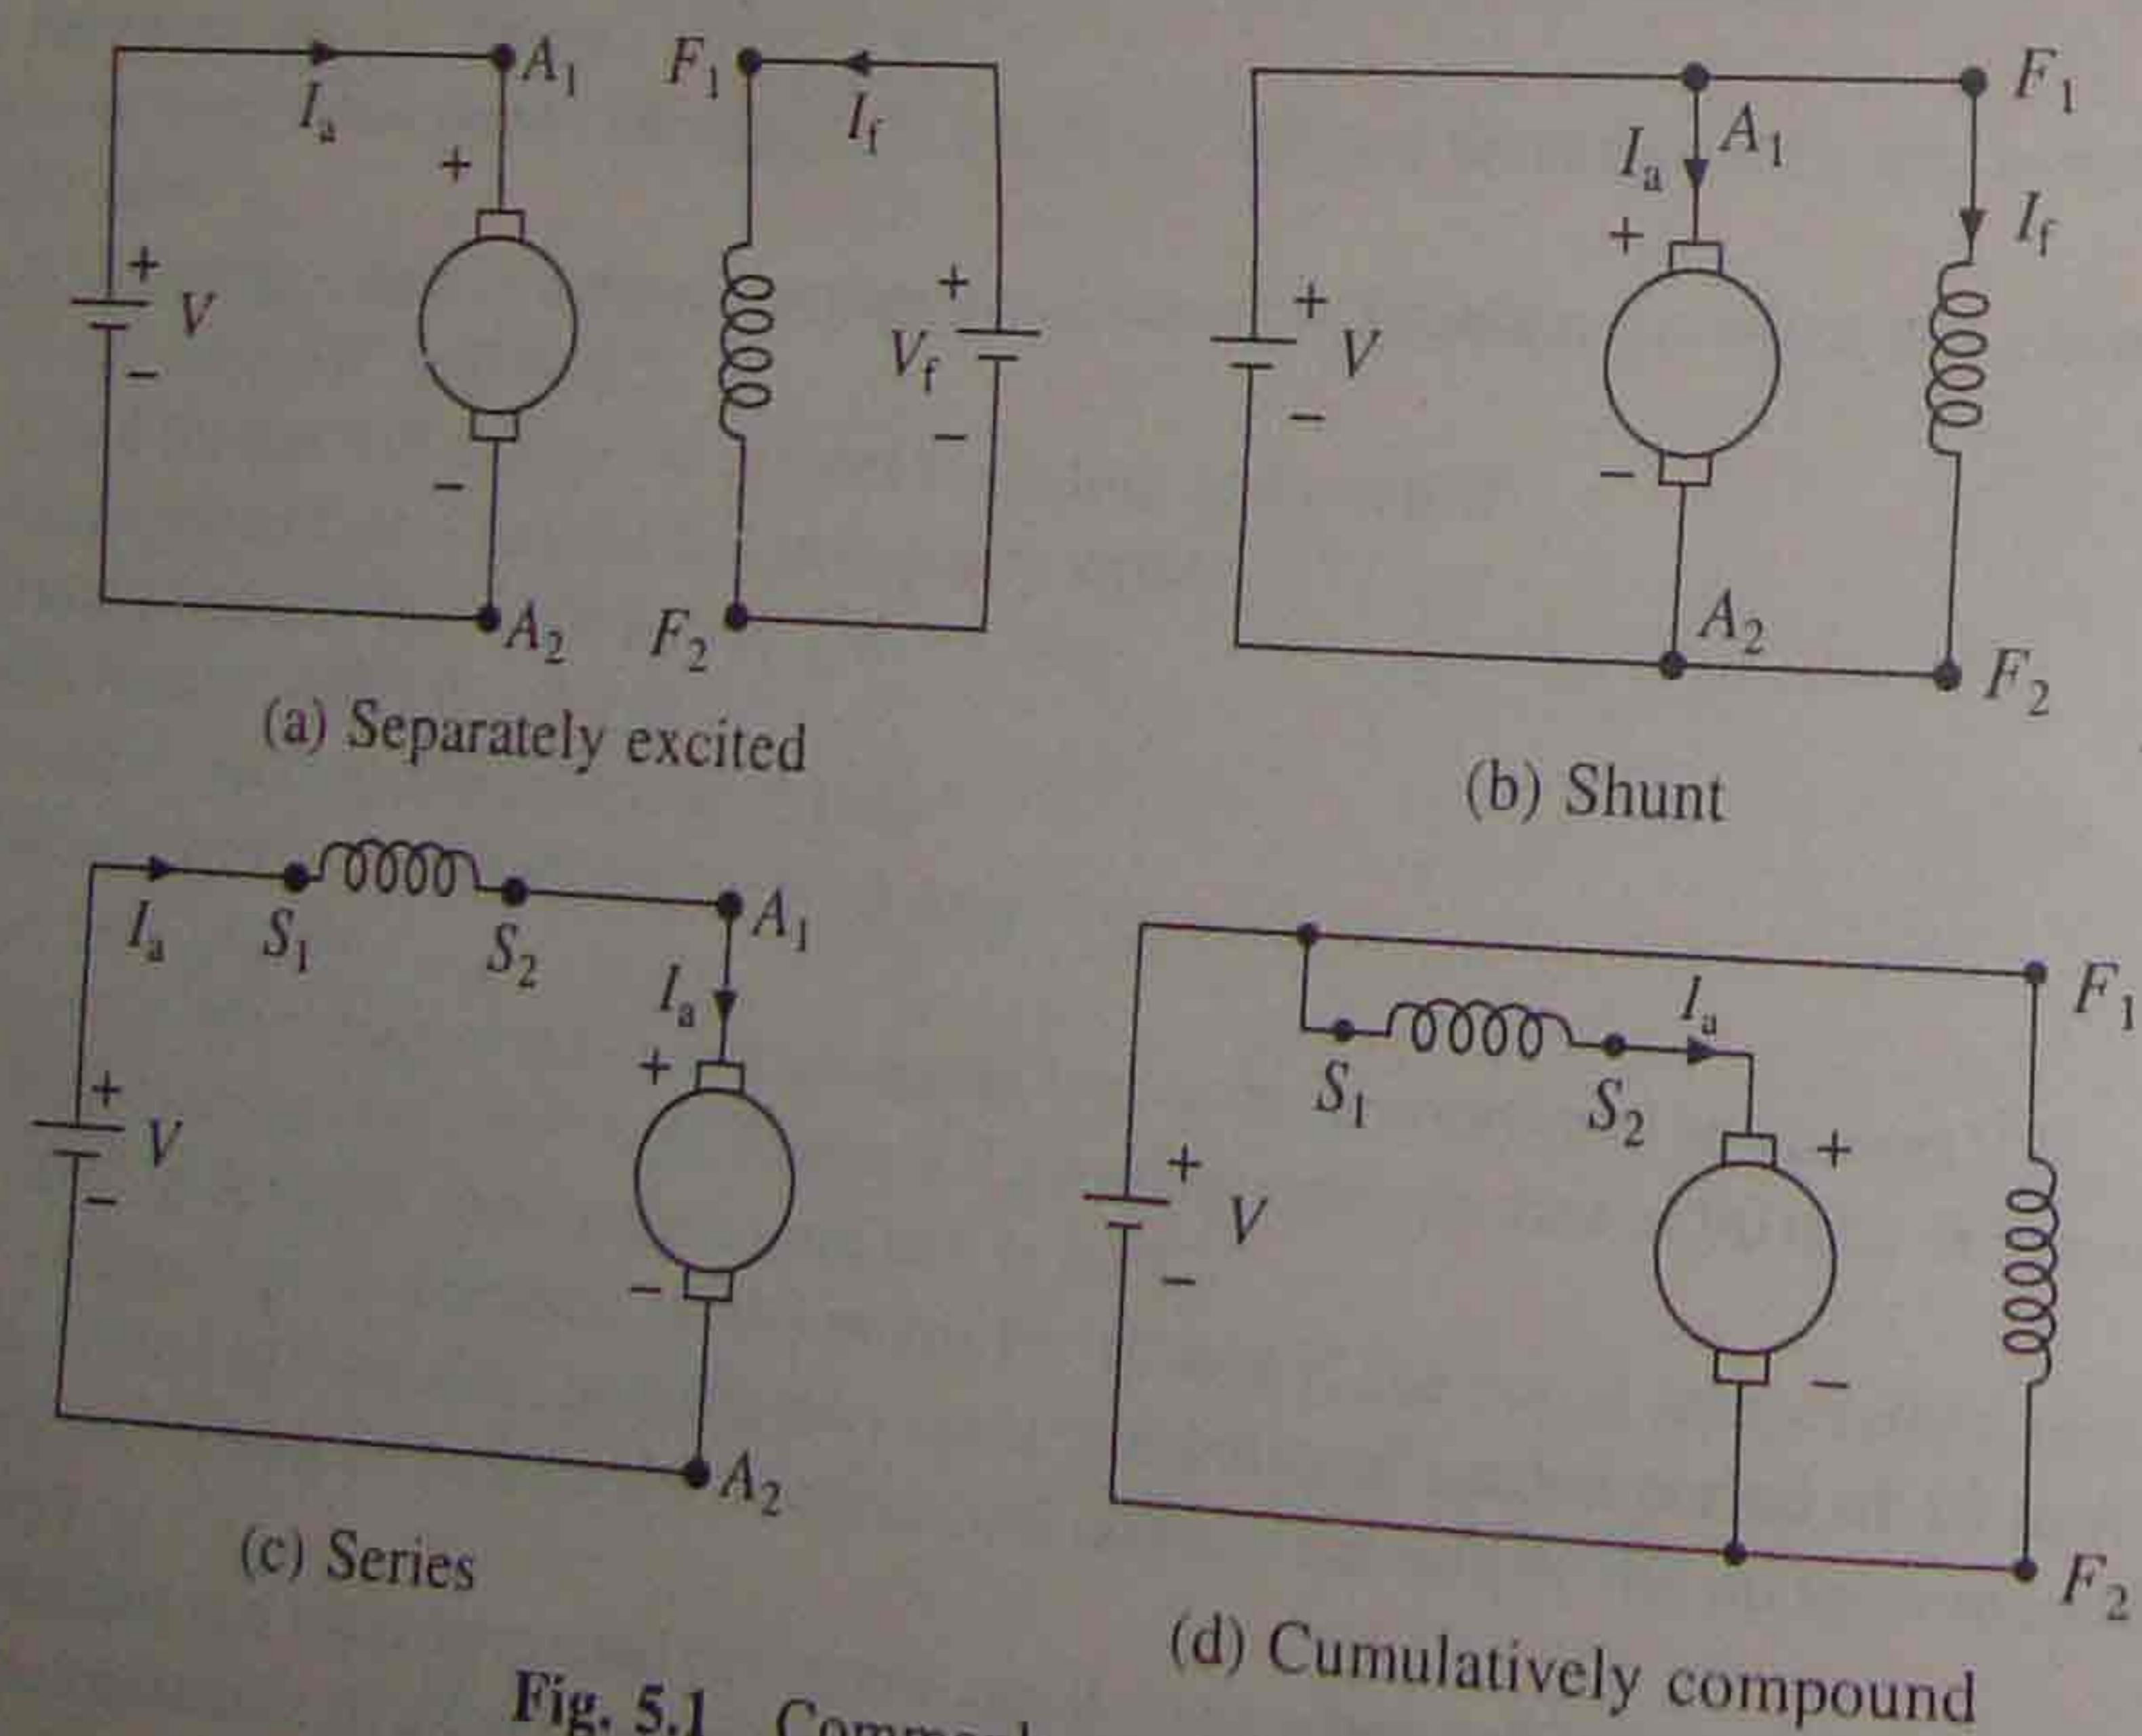 A1 F1
Ia If
+
+ V -
+ Vf -
-
A2 F2
(a) Separately excited
F1
Ia A1
If
+
+ V -
-
A2
F2
(b) Shunt
Ia S1 S2 A1
Ia
+
+ V -
-
A2
(c) Series
F1
Ia
S1 S2
+
+ V -
-
F2
(d) Cumulatively compound
Fig. 5.1